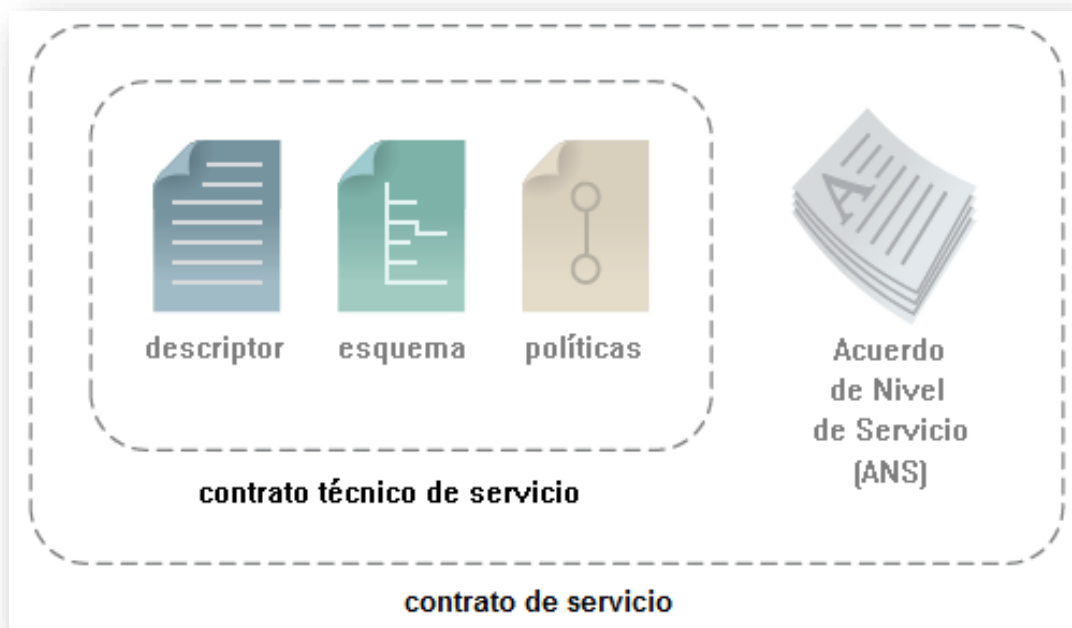 descriptor
esquema
políticas
A
Acuerdo
de Nivel
de Servicio
(ANS)
contrato técnico de servicio
contrato de servicio